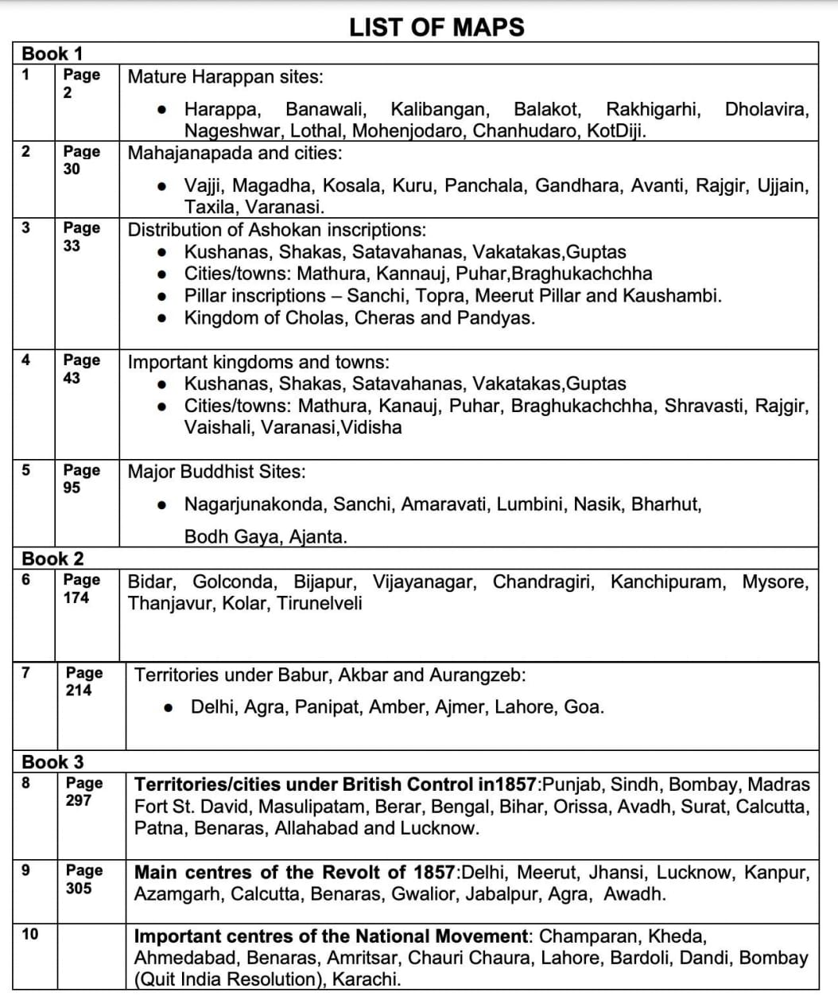 LIST OF MAPS
Book 1
1 Page 2 Mature Harappan sites:
● Harappa, Banawali, Kalibangan, Balakot, Rakhigarhi, Dholavira,
Nageshwar, Lothal, Mohenjodaro, Chanhudaro, KotDiji.
2 Page 30 Mahajanapada and cities:
● Vajji, Magadha, Kosala, Kuru, Panchala, Gandhara, Avanti, Rajgir, Ujjain,
Taxila, Varanasi.
3 Page 33 Distribution of Ashokan inscriptions:
● Kushanas, Shakas, Satavahanas, Vakatakas,Guptas
● Cities/towns: Mathura, Kannauj, Puhar,Braghukachchha
● Pillar inscriptions – Sanchi, Topra, Meerut Pillar and Kaushambi.
● Kingdom of Cholas, Cheras and Pandyas.
4 Page 43 Important kingdoms and towns:
● Kushanas, Shakas, Satavahanas, Vakatakas,Guptas
● Cities/towns: Mathura, Kanauj, Puhar, Braghukachchha, Shravasti, Rajgir,
Vaishali, Varanasi,Vidisha
5 Page 95 Major Buddhist Sites:
● Nagarjunakonda, Sanchi, Amaravati, Lumbini, Nasik, Bharhut,
Bodh Gaya, Ajanta.
Book 2
6 Page 174 Bidar, Golconda, Bijapur, Vijayanagar, Chandragiri, Kanchipuram, Mysore,
Thanjavur, Kolar, Tirunelveli
7 Page 214 Territories under Babur, Akbar and Aurangzeb:
● Delhi, Agra, Panipat, Amber, Ajmer, Lahore, Goa.
Book 3
8 Page 297 Territories/cities under British Control in1857:Punjab, Sindh, Bombay, Madras
Fort St. David, Masulipatam, Berar, Bengal, Bihar, Orissa, Avadh, Surat, Calcutta,
Patna, Benaras, Allahabad and Lucknow.
9 Page 305 Main centres of the Revolt of 1857:Delhi, Meerut, Jhansi, Lucknow, Kanpur,
Azamgarh, Calcutta, Benaras, Gwalior, Jabalpur, Agra, Awadh.
10 Important centres of the National Movement: Champaran, Kheda,
Ahmedabad, Benaras, Amritsar, Chauri Chaura, Lahore, Bardoli, Dandi, Bombay
(Quit India Resolution), Karachi.